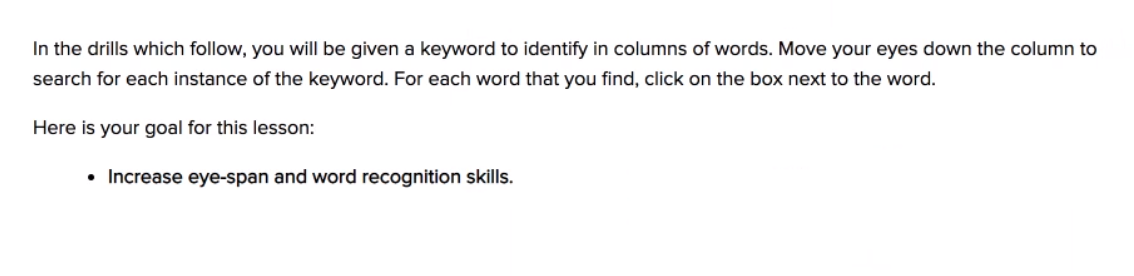 In the drills which follow, you will be given a keyword to identify in columns of words. Move your eyes down the column to
search for each instance of the keyword. For each word that you find, click on the box next to the word.
Here is your goal for this lesson:
• Increase eye-span and word recognition skills.